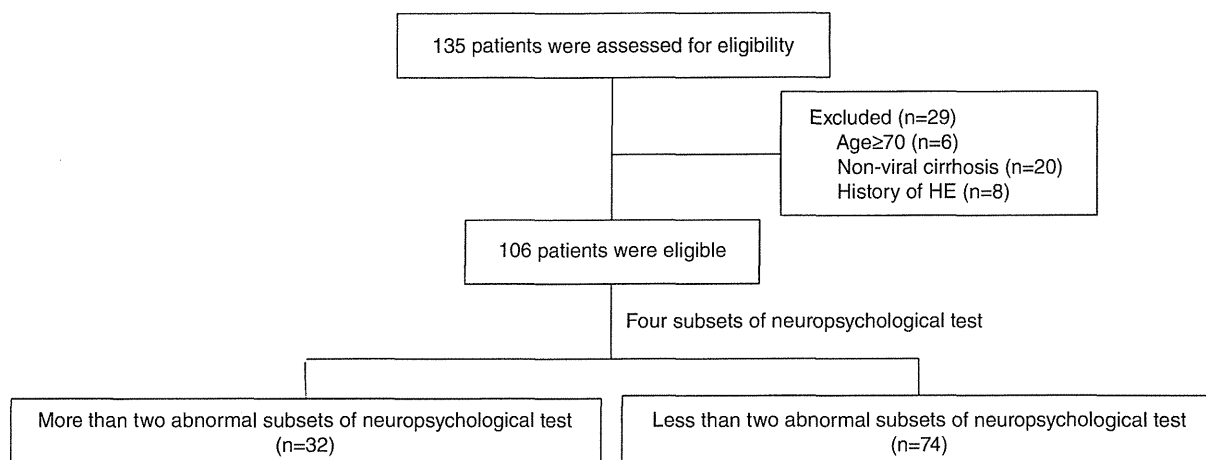 135 patients were assessed for eligibility
Excluded (n=29)
Age≥70 (n=6)
Non-viral cirrhosis (n=20)
History of HE (n=8)
106 patients were eligible
Four subsets of neuropsychological test
More than two abnormal subsets of neuropsychological test
(n=32)
Less than two abnormal subsets of neuropsychological test
(n=74)